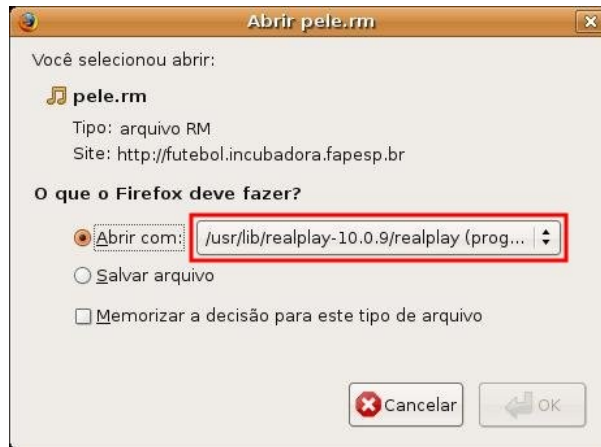 Abrir pele.rm
Você selecionou abrir:
pele.rm
Tipo: arquivo RM
Site: http://futebol.incubadora.fapesp.br
O que o Firefox deve fazer?
Abrir com: /usr/lib/realplay-10.0.9/realplay (prog...
Salvar arquivo
Memorizar a decisão para este tipo de arquivo
Cancelar OK